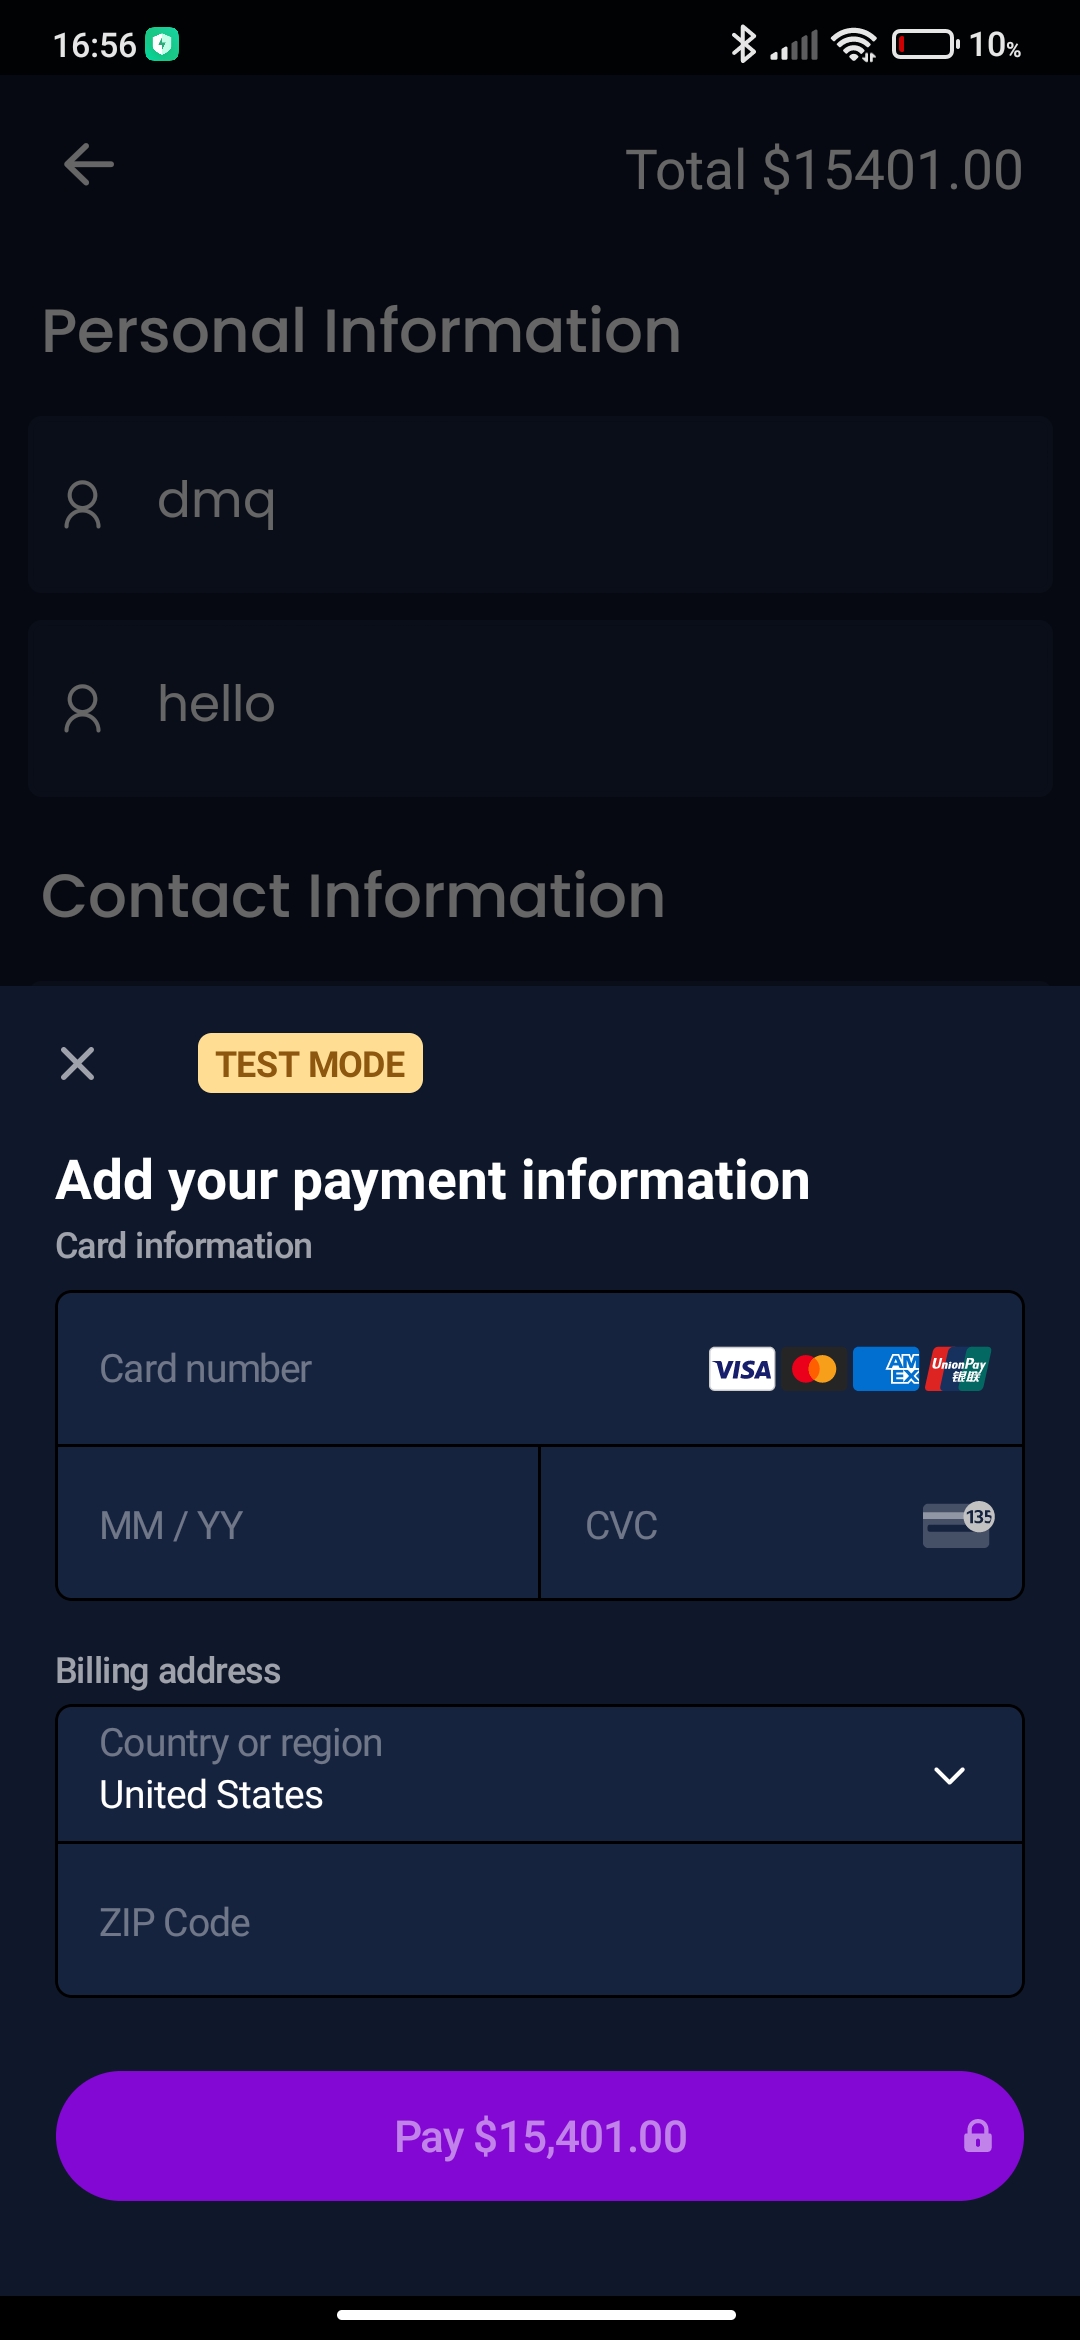 16:56
10%
Total $15401.00
Personal Information
dmq
hello
Contact Information
TEST MODE
Add your payment information
Card information
Card number VISA AMEX UnionPay 银联
MM / YY CVC 135
Billing address
Country or region
United States
ZIP Code
Pay $15,401.00